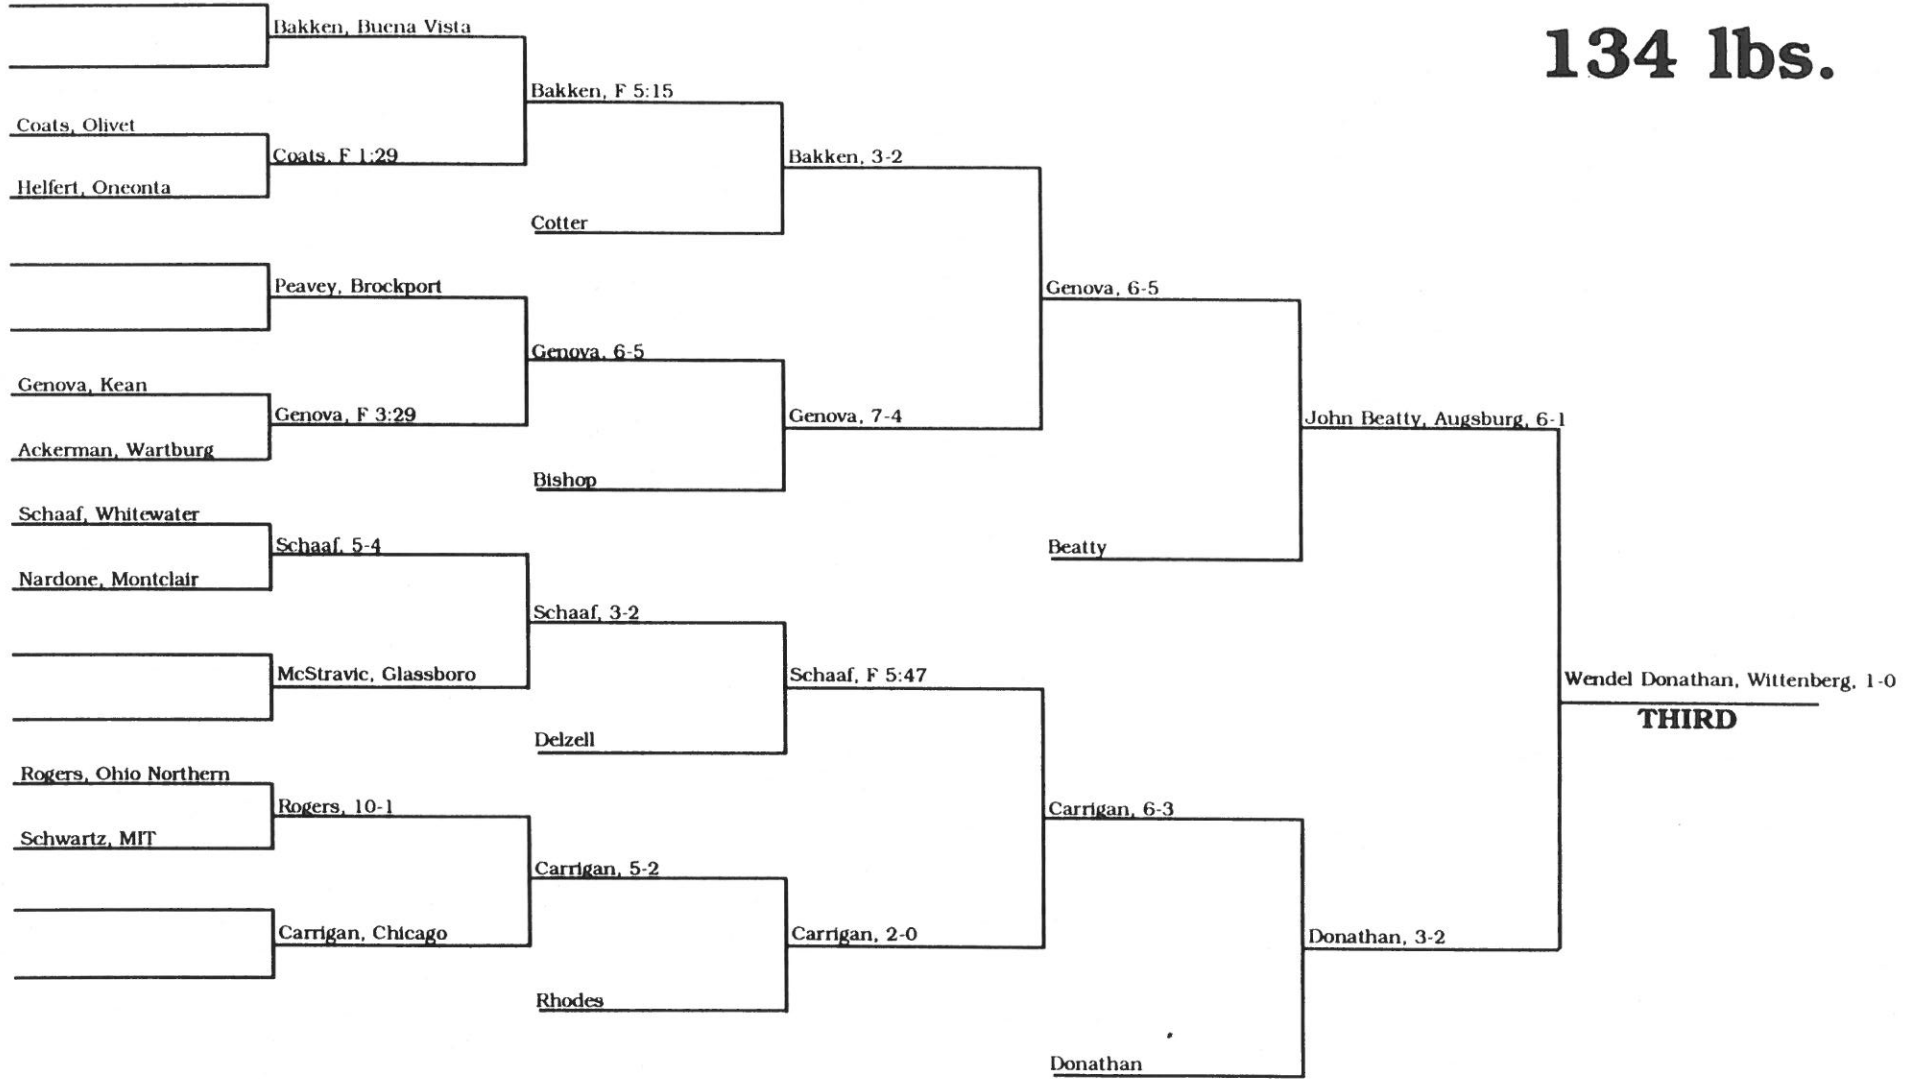 134 lbs.
Bakken, Buena Vista
Bakken, F 5:15
Coats, Olivet
Coats, F 1:29
Helfert, Oneonta
Bakken, 3-2
Cotter
Peavey, Brockport
Genova, 6-5
Genova, 6-5
Genova, Kean
Genova, F 3:29
Ackerman, Wartburg
Genova, 7-4
Bishop
John Beatty, Augsburg, 6-1
Schaaf, Whitewater
Schaaf, 5-4
Nardone, Montclair
Beatty
Schaaf, 3-2
McStravic, Glassboro
Schaaf, F 5:47
Delzell
Wendel Donathan, Wittenberg, 1-0
THIRD
Rogers, Ohio Northern
Rogers, 10-1
Schwartz, MIT
Carrigan, 6-3
Carrigan, 5-2
Carrigan, Chicago
Carrigan, 2-0
Donathan, 3-2
Rhodes
Donathan